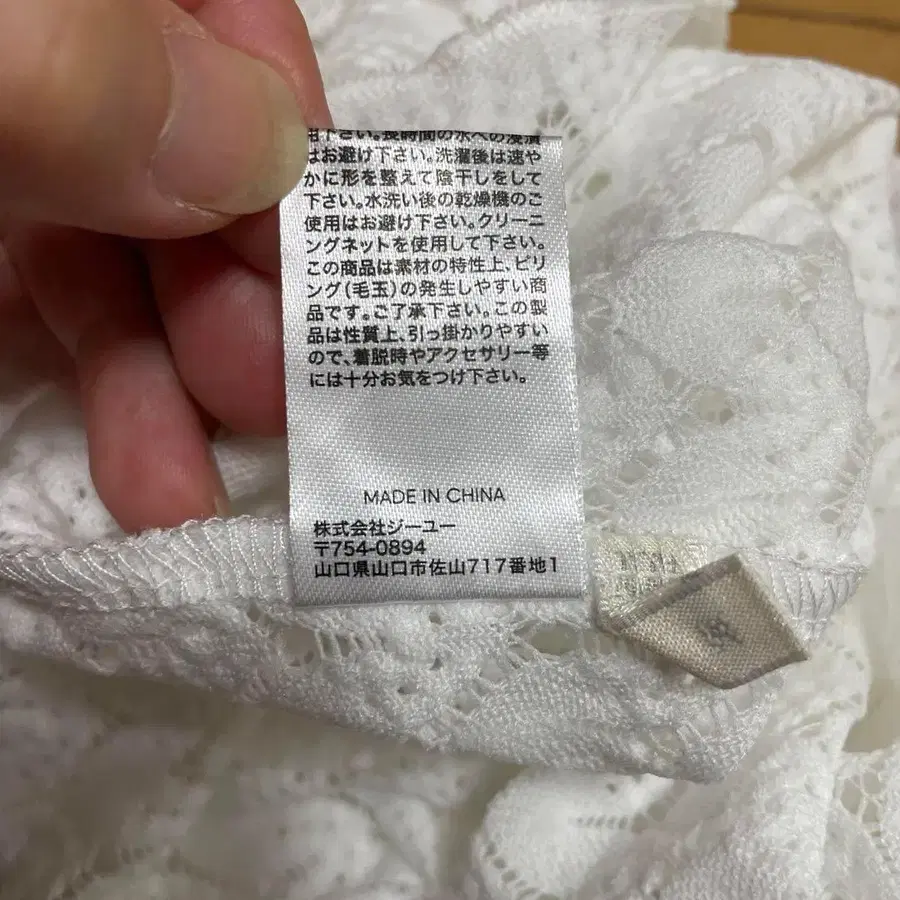 用下さい。長時間の水への浸漬
はお避け下さい。洗濯後は速や
かに形を整えて陰干しをして
下さい。水洗い後の乾燥機のご
使用はお避け下さい。クリーニ
ングネットを使用して下さい。
この商品は素材の特性上、ピリ
ング(毛玉)の発生しやすい商
品です。ご了承下さい。この製
品は性質上、引っ掛かりやすい
ので、着脱時やアクセサリー等
には十分お気をつけ下さい。
MADE IN CHINA
株式会社ジーユー
〒754-0894
山口県山口市佐山717番地1